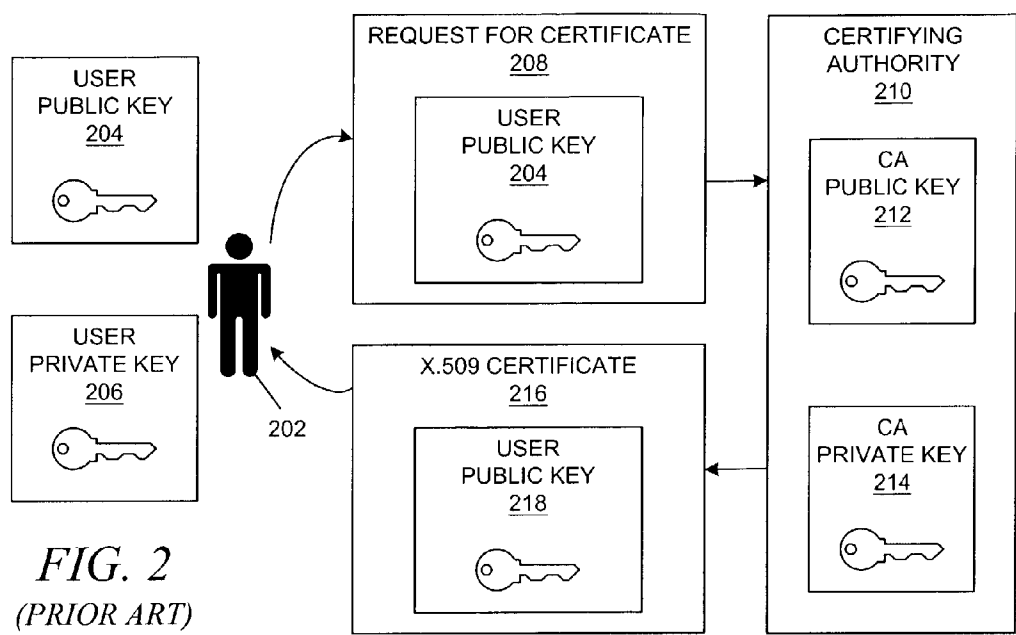 USER
PUBLIC KEY
204
USER
PRIVATE KEY
206
202
REQUEST FOR CERTIFICATE
208
USER
PUBLIC KEY
204
X.509 CERTIFICATE
216
USER
PUBLIC KEY
218
CERTIFYING
AUTHORITY
210
CA
PUBLIC KEY
212
CA
PRIVATE KEY
214
FIG. 2
(PRIOR ART)